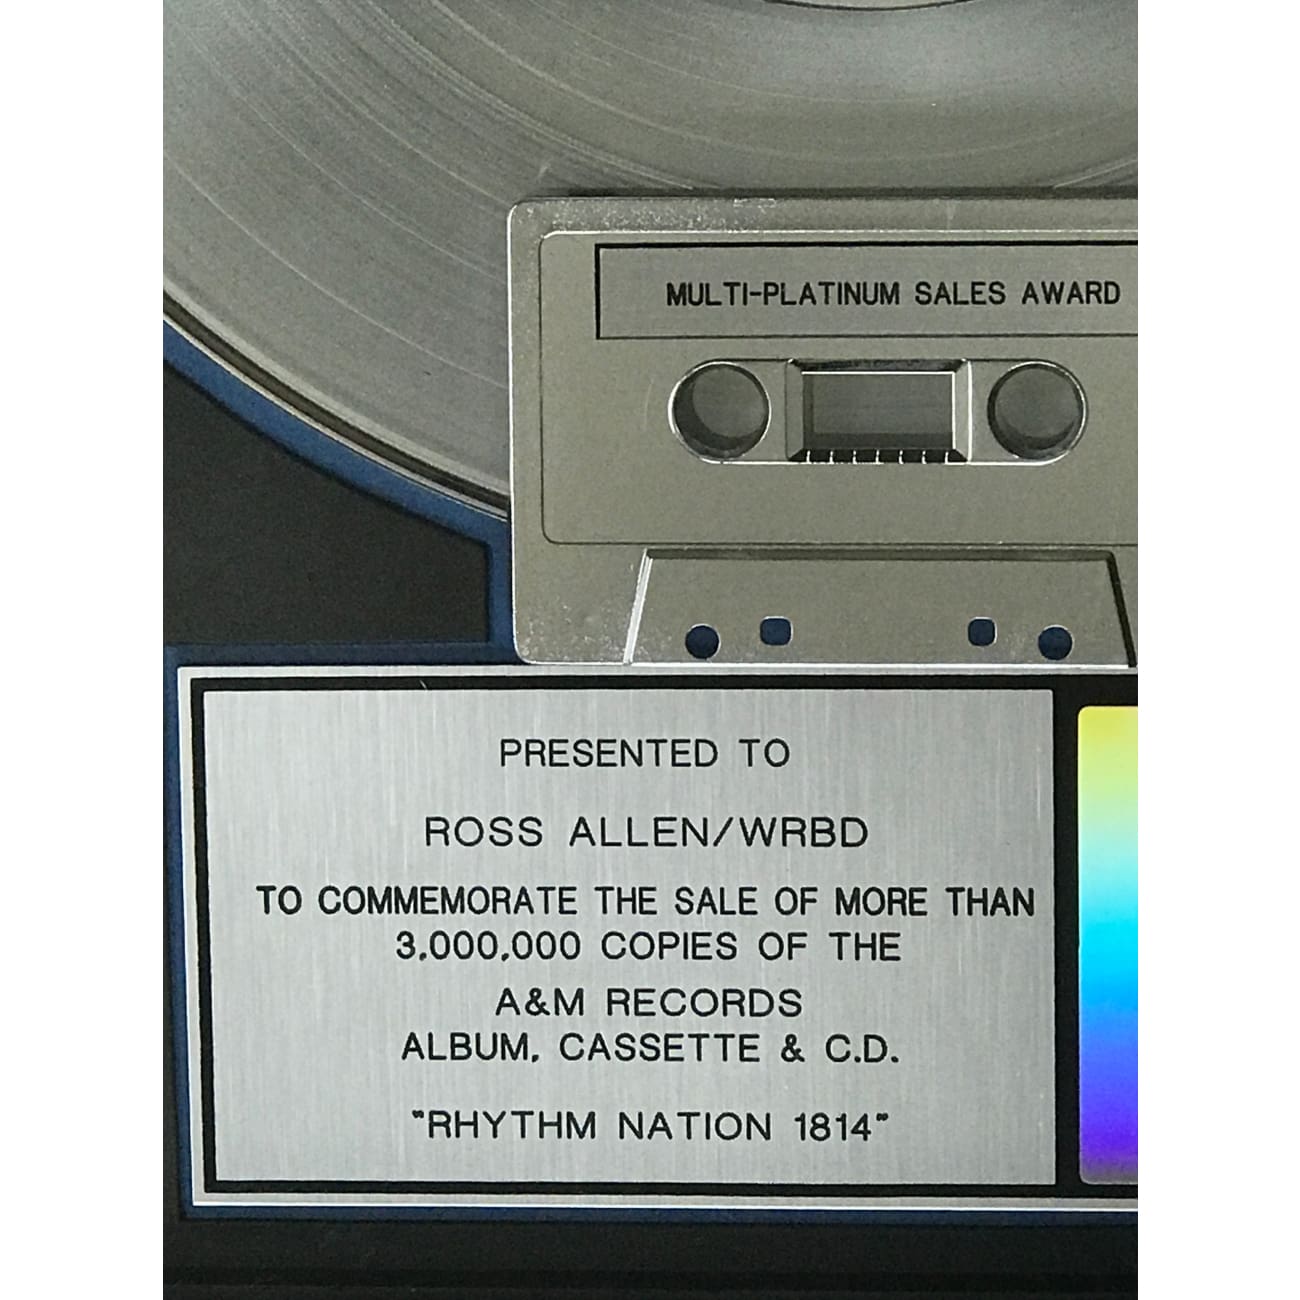 MULTI-PLATINUM SALES AWARD
PRESENTED TO
ROSS ALLEN/WRBD
TO COMMEMORATE THE SALE OF MORE THAN
3,000,000 COPIES OF THE
A&M RECORDS
ALBUM, CASSETTE & C.D.
"RHYTHM NATION 1814"